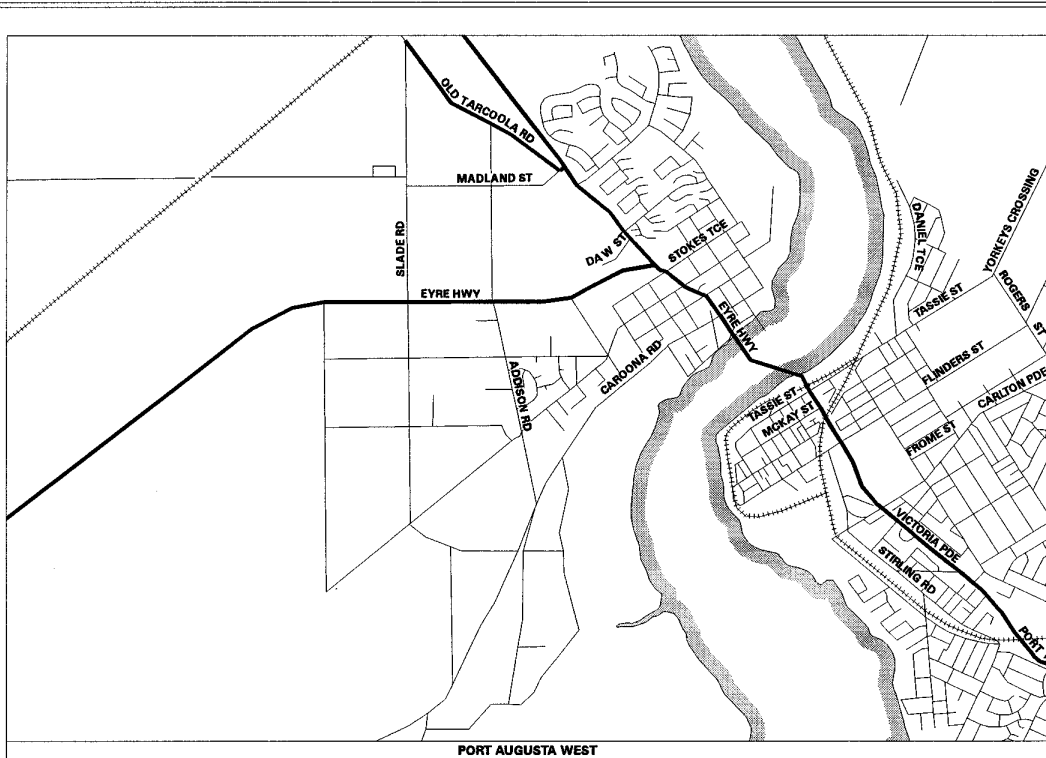 OLD TARCOOLA RD
MADLAND ST
SLADE RD
DAW ST
STOKES TCE
DANIEL TCE
YORKEYS CROSSING
ROGERS ST
EYRE HWY
TASSIE ST
EYRE HWY
FLINDERS ST
ADDISON RD
CAROONA RD
CARLTON PDE
TASSIE ST
MCKAY ST
FROME ST
VICTORIA PDE
STIRLING RD
PORT
PORT AUGUSTA WEST